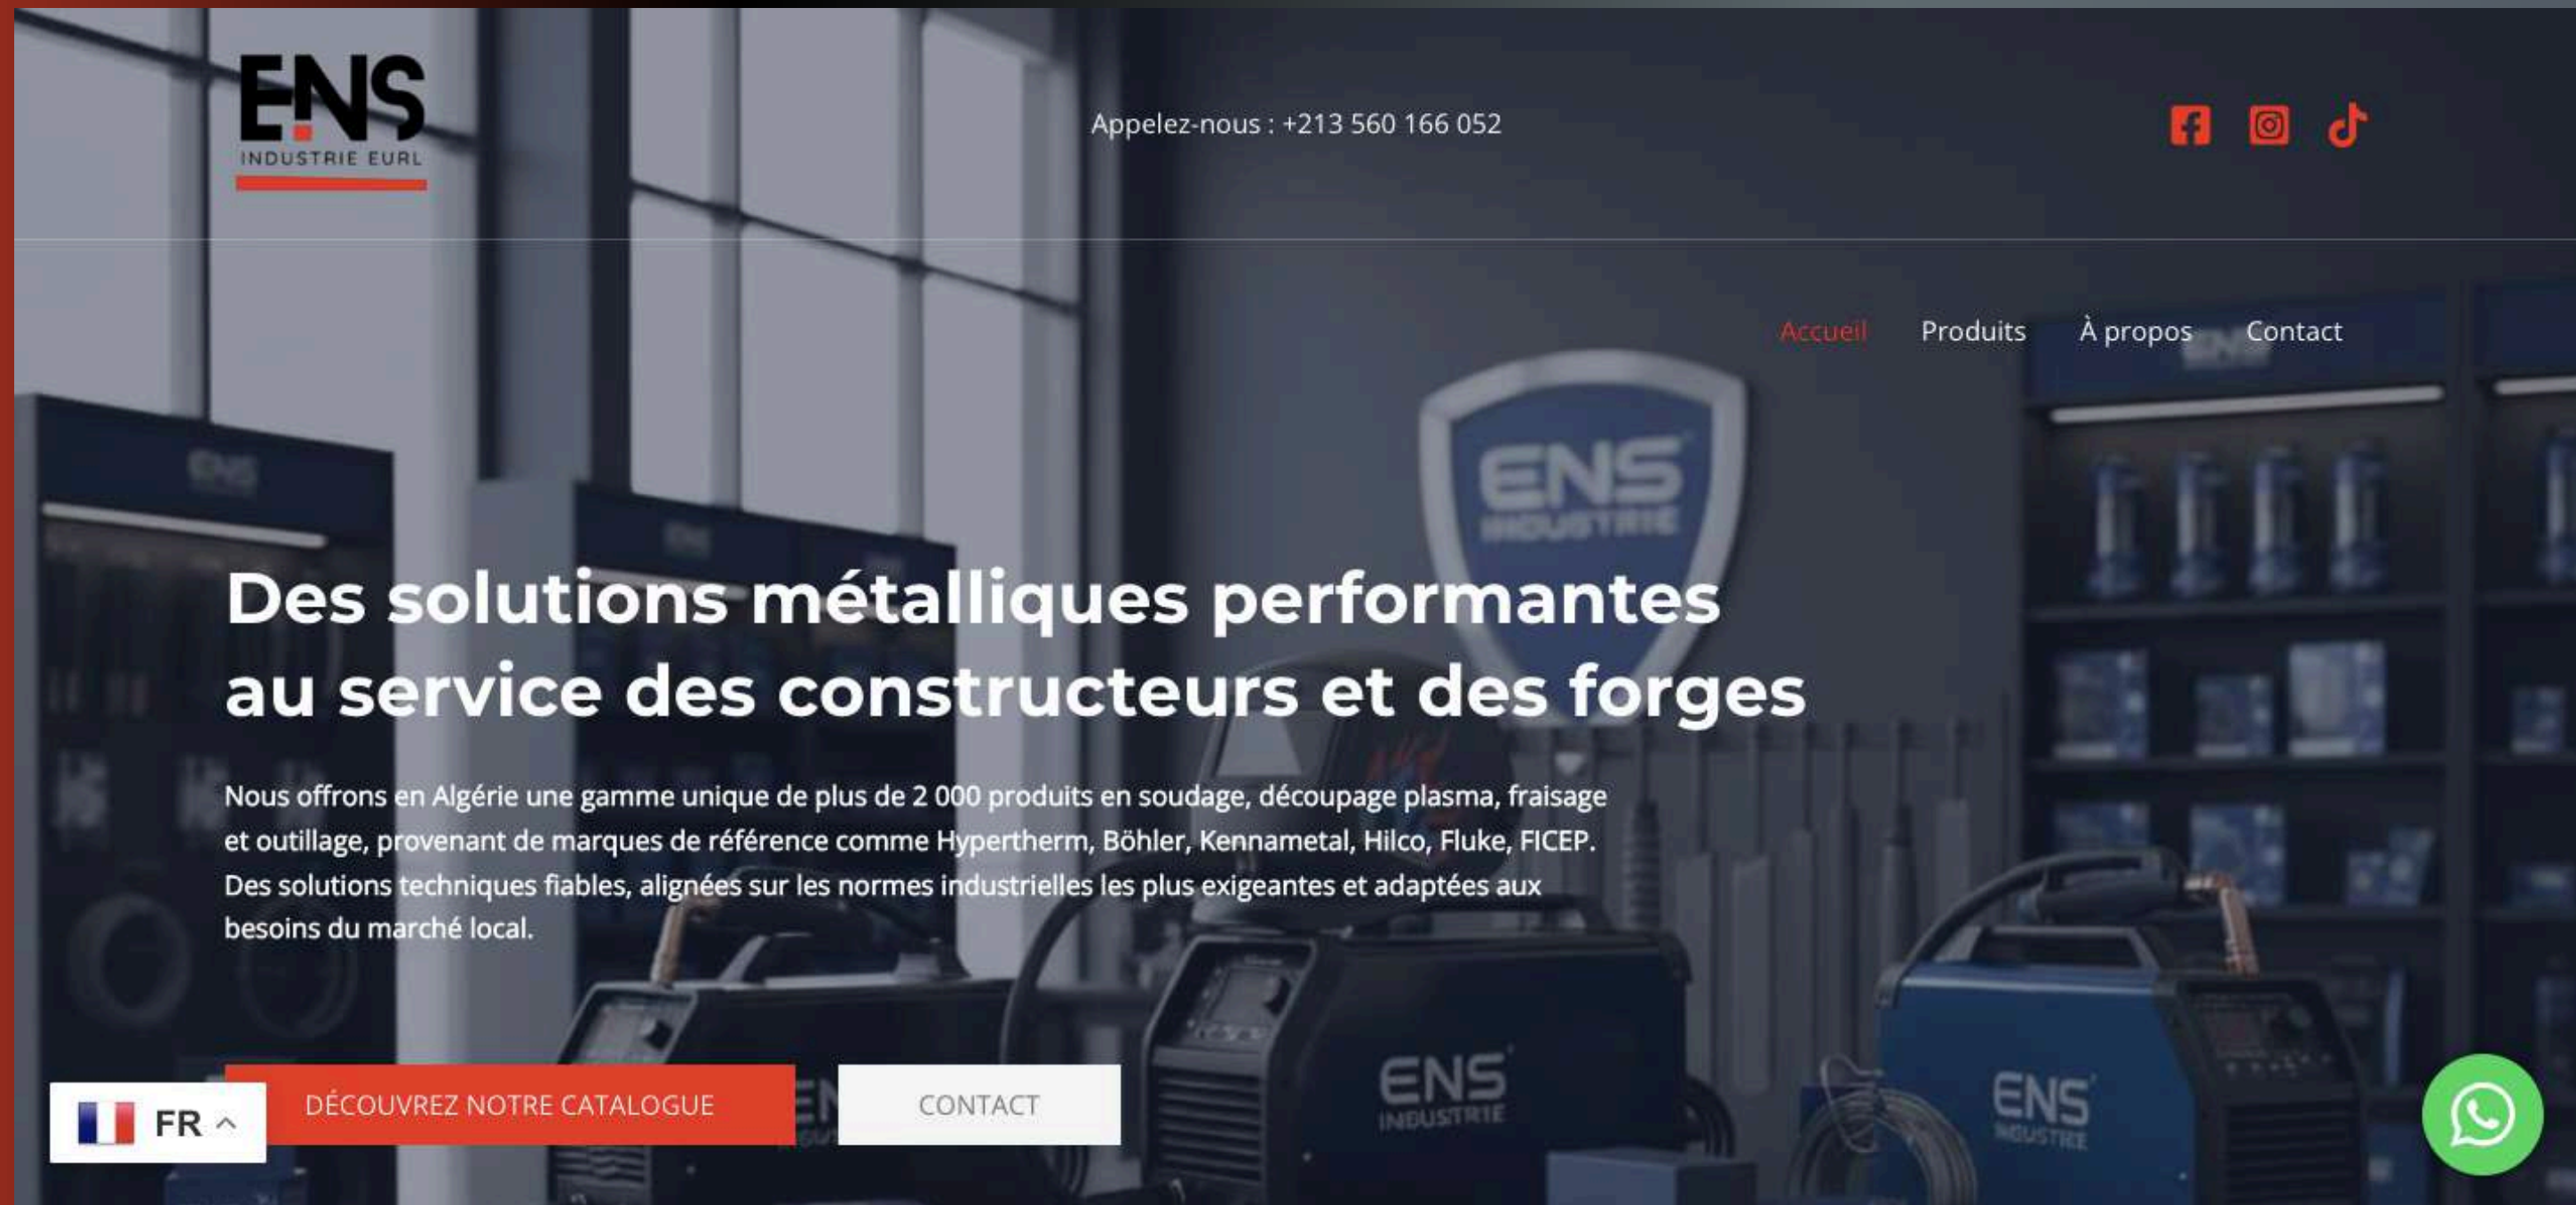 ENS
INDUSTRIE EURL
Appelez-nous : +213 560 166 052
Accueil Produits À propos Contact
ENS
ENS
ENS
INDUSTRIE
Des solutions métalliques performantes
au service des constructeurs et des forges
Nous offrons en Algérie une gamme unique de plus de 2 000 produits en soudage, découpage plasma, fraisage
et outillage, provenant de marques de référence comme Hypertherm, Böhler, Kennametal, Hilco, Fluke, FICEP.
Des solutions techniques fiables, alignées sur les normes industrielles les plus exigeantes et adaptées aux
besoins du marché local.
FR
DÉCOUVREZ NOTRE CATALOGUE
CONTACT
ENS
INDUSTRIE
ENS
INDUSTRIE